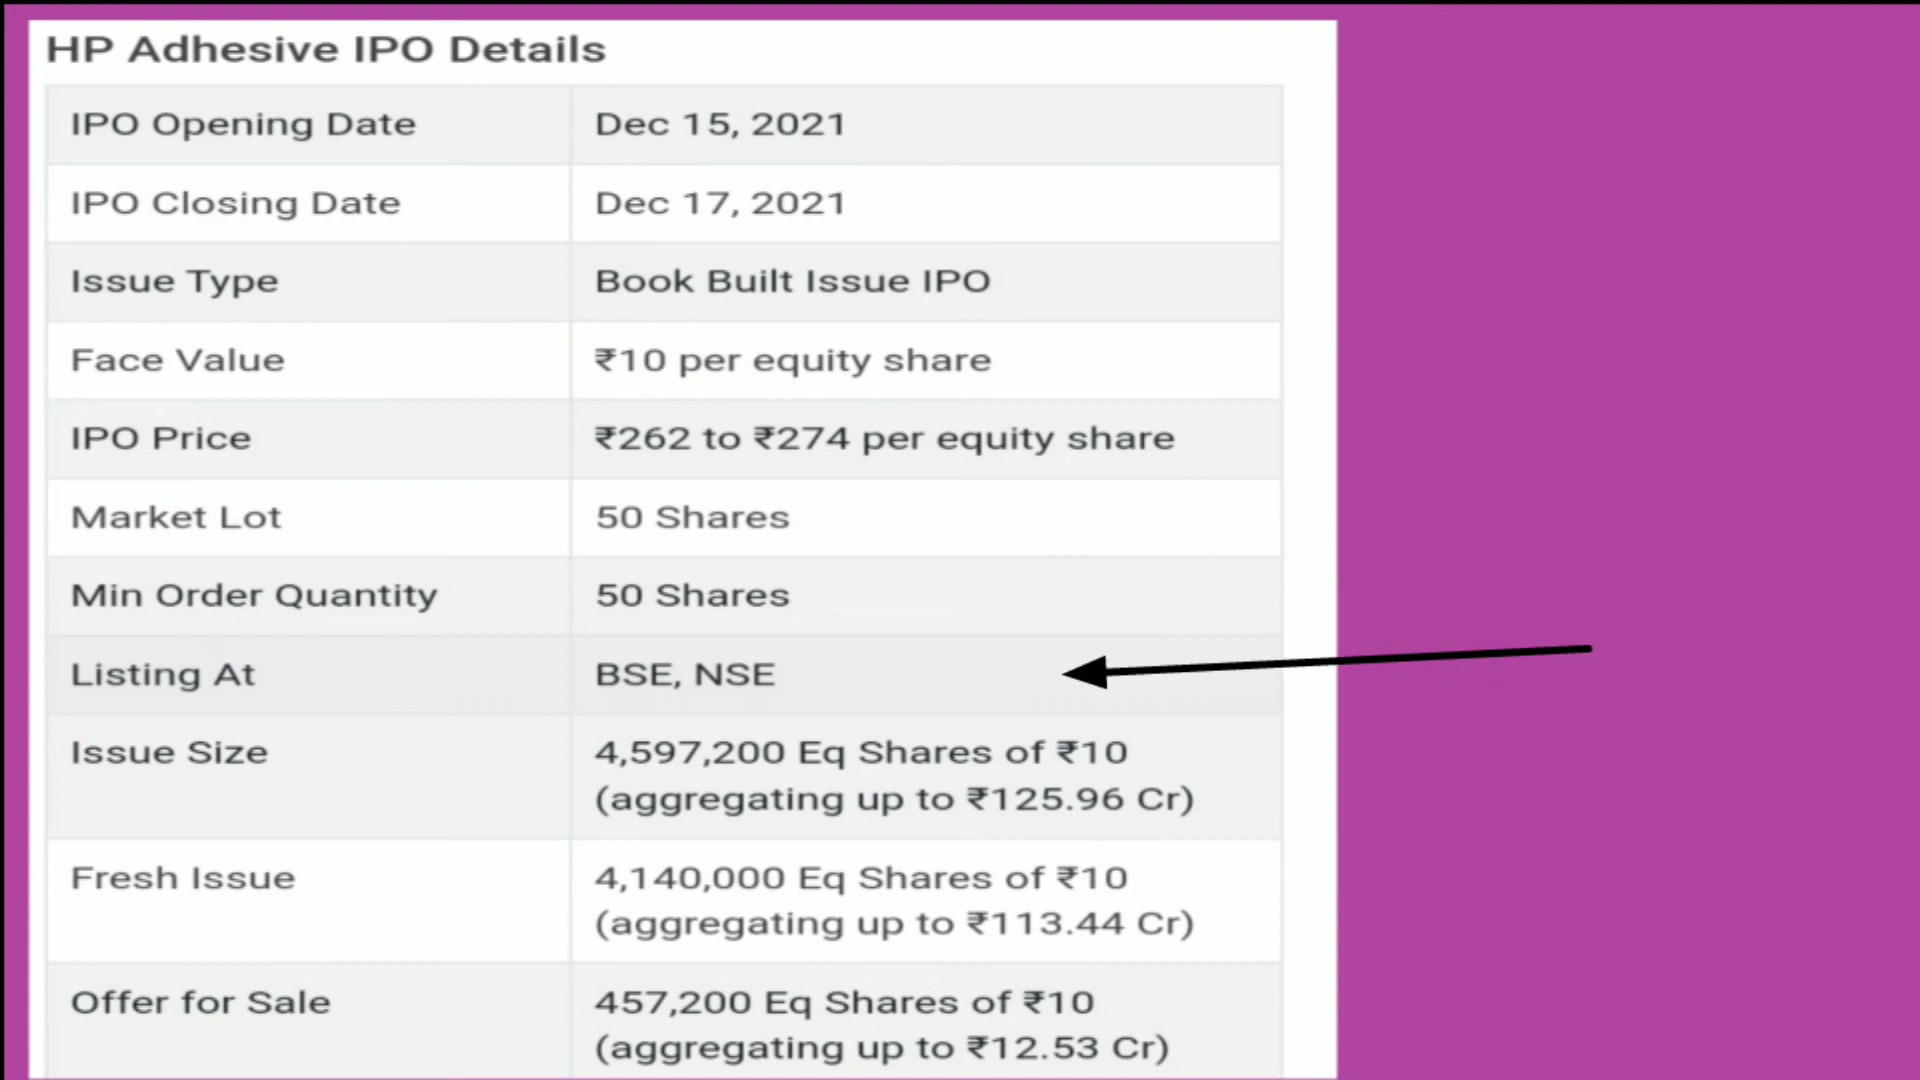 HP Adhesive IPO Details
IPO Opening Date Dec 15, 2021
IPO Closing Date Dec 17, 2021
Issue Type Book Built Issue IPO
Face Value ₹10 per equity share
IPO Price ₹262 to ₹274 per equity share
Market Lot 50 Shares
Min Order Quantity 50 Shares
Listing At BSE, NSE
Issue Size 4,597,200 Eq Shares of ₹10
(aggregating up to ₹125.96 Cr)
Fresh Issue 4,140,000 Eq Shares of ₹10
(aggregating up to ₹113.44 Cr)
Offer for Sale 457,200 Eq Shares of ₹10
(aggregating up to ₹12.53 Cr)